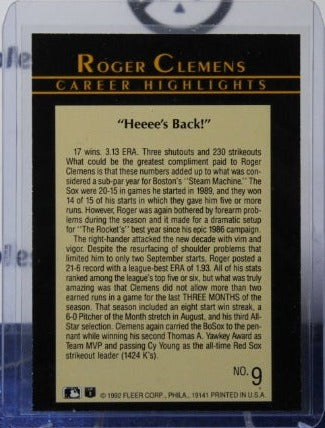 ROGER CLEMENS
CAREER HIGHLIGHTS
"Heeee's Back!"
17 wins. 3.13 ERA. Three shutouts and 230 strikeouts
What could be the greatest compliment paid to Roger
Clemens is that these numbers added up to what was
considered a sub-par year for Boston's "Steam Machine." The
Sox were 20-15 in games he started in 1989, and they won
14 of 15 of his starts in which they gave him five or more
runs. However, Roger was again bothered by forearm prob-
lems during the season and it made for a dramatic setup
for "The Rocket's" best year since his epic 1986 campaign.
The right-hander attacked the new decade with vim and
vigor. Despite the resurfacing of shoulder problems that
limited him to only two September starts, Roger posted a
21-6 record with a league-best ERA of 1.93. All of his stats
ranked among the league's top five or six, but what was truly
amazing was that Clemens did not allow more than two
earned runs in a game for the last THREE MONTHS of the
season. That season included an eight start win streak, a
6-0 Pitcher of the Month stretch in August, and his third All-
Star selection. Clemens again carried the BoSox to the pen-
nant while winning his second Thomas A. Yawkey Award as
Team MVP and passing Cy Young as the all-time Red Sox
strikeout leader (1424 K's).
NO. 9
© 1992 FLEER CORP., PHILA., 19141 PRINTED IN U.S.A.